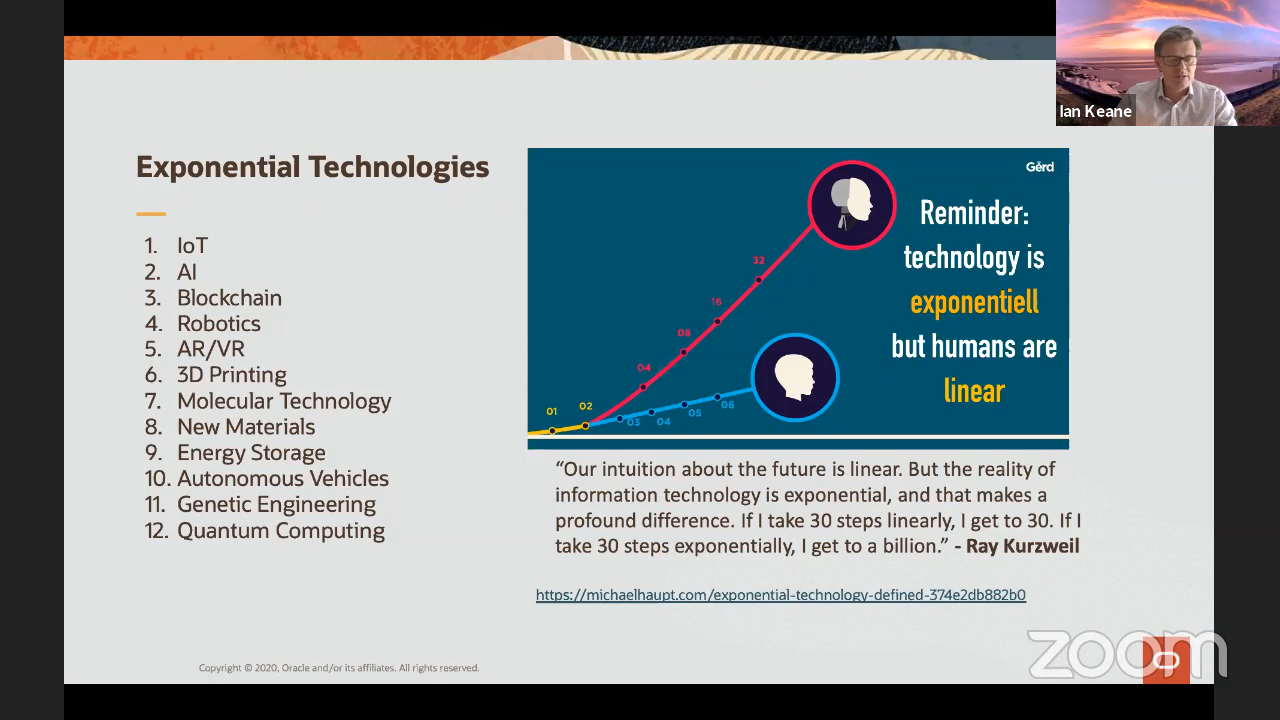 Ian Keane
Exponential Technologies
1. IoT
2. AI
3. Blockchain
4. Robotics
5. AR/VR
6. 3D Printing
7. Molecular Technology
8. New Materials
9. Energy Storage
10. Autonomous Vehicles
11. Genetic Engineering
12. Quantum Computing
Gerd
Reminder:
technology is
exponentiell
but humans are
linear
32
16
08
04
01
02
03
04
05
06
“Our intuition about the future is linear. But the reality of
information technology is exponential, and that makes a
profound difference. If I take 30 steps linearly, I get to 30. If I
take 30 steps exponentially, I get to a billion.” - Ray Kurzweil
https://michaelhaupt.com/exponential-technology-defined-374e2db882b0
Copyright © 2020, Oracle and/or its affiliates. All rights reserved.
zoom